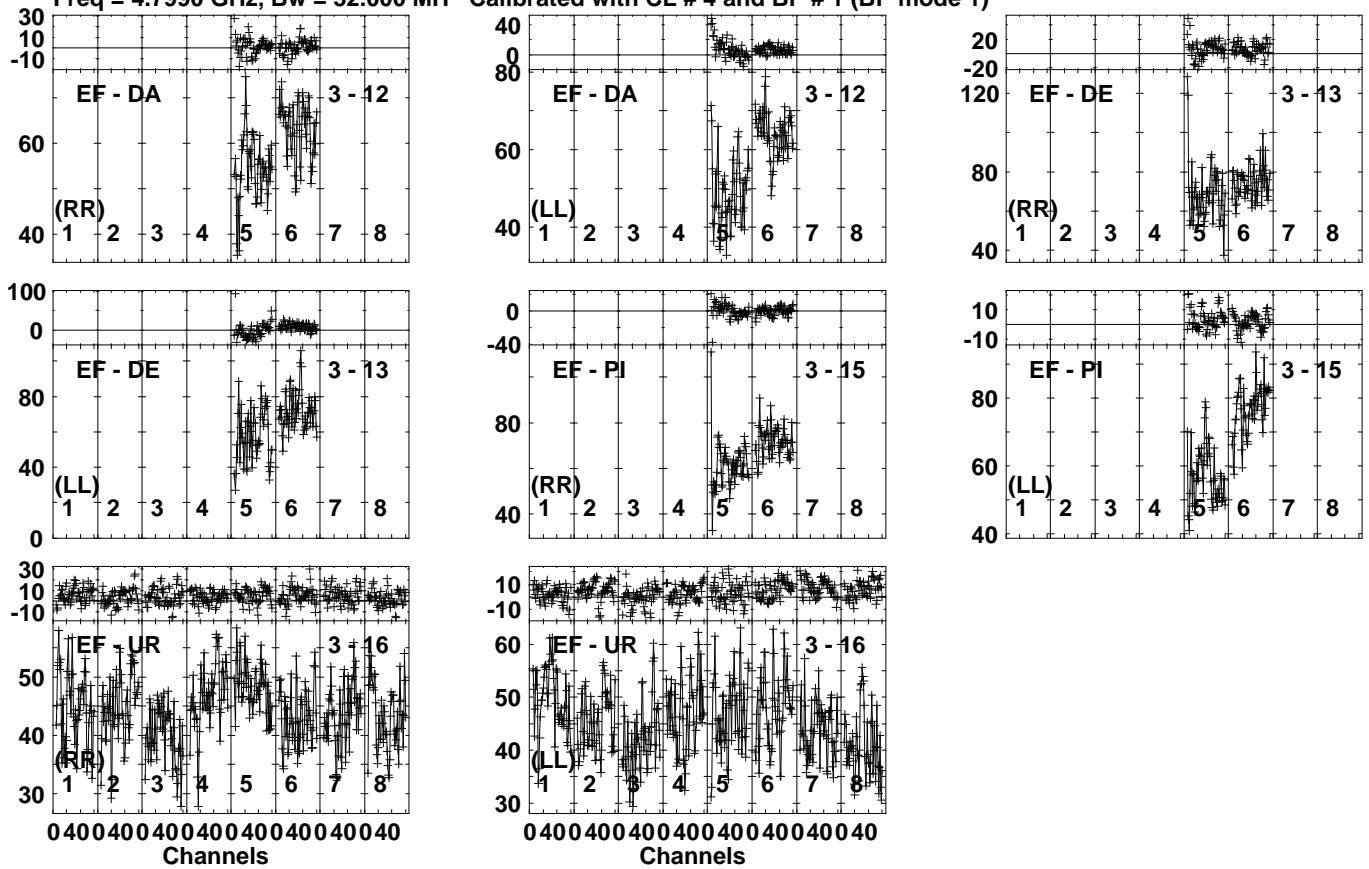 Freq = 4.7990 GHz, Bw = 32.000 MH Calibrated with CL # 4 and BP # 1 (BP mode 1)
30
10
-10
EF - DA 3 - 12
60
40
(RR)
1 2 3 4 5 6 7 8
40
0
80
EF - DA 3 - 12
60
40
(LL)
1 2 3 4 5 6 7 8
20
-20
120
EF - DE 3 - 13
80
40
(RR)
1 2 3 4 5 6 7 8
100
0
EF - DE 3 - 13
80
40
0
(LL)
1 2 3 4 5 6 7 8
0
-40
EF - PI 3 - 15
80
40
(RR)
1 2 3 4 5 6 7 8
10
-10
EF - PI 3 - 15
80
60
40
(LL)
1 2 3 4 5 6 7 8
30
10
-10
EF - UR 3 - 16
50
40
30
(RR)
1 2 3 4 5 6 7 8
0 40 0 40 0 40 0 40 0 40 0 40 0 40 0 40
Channels
10
-10
EF - UR 3 - 16
60
50
40
30
(LL)
1 2 3 4 5 6 7 8
0 40 0 40 0 40 0 40 0 40 0 40 0 40 0 40
Channels